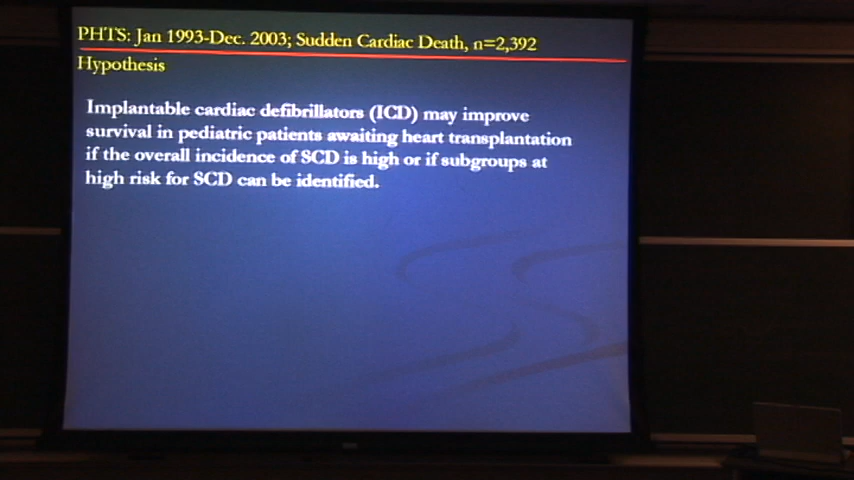 PHTS: Jan 1993-Dec. 2003; Sudden Cardiac Death, n=2,392
Hypothesis
Implantable cardiac defibrillators (ICD) may improve
survival in pediatric patients awaiting heart transplantation
if the overall incidence of SCD is high or if subgroups at
high risk for SCD can be identified.